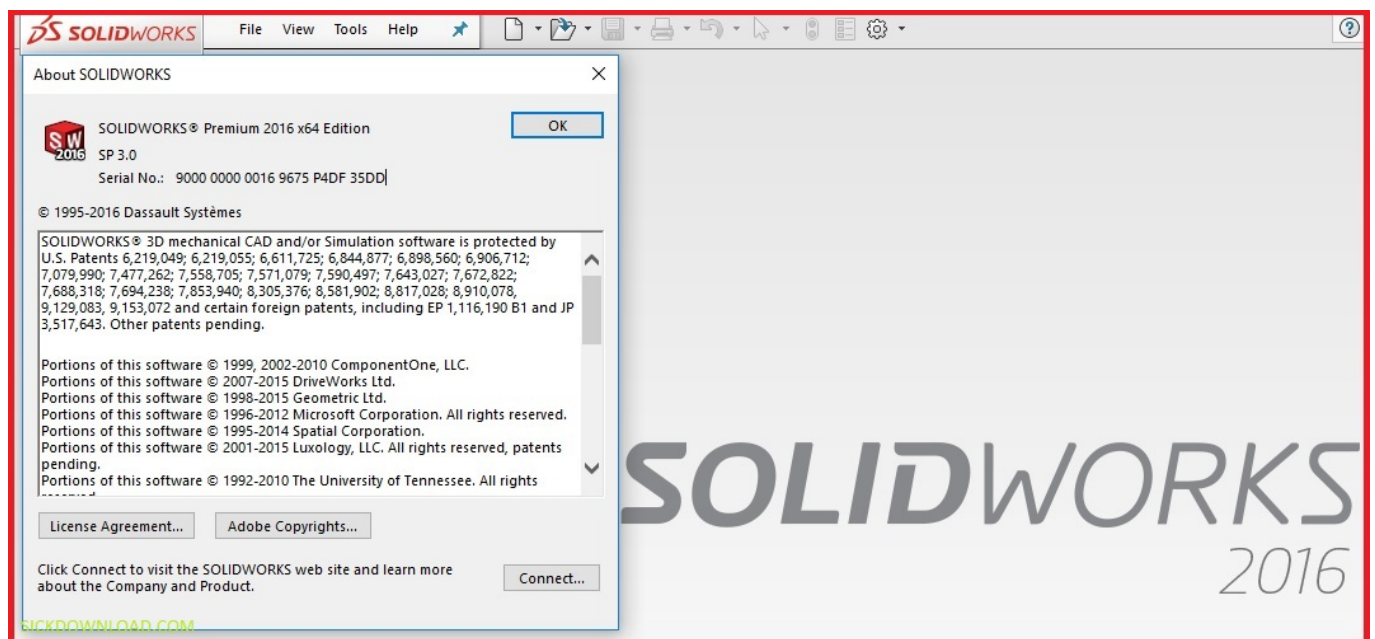 SOLIDWORKS File View Tools Help
About SOLIDWORKS
SOLIDWORKS® Premium 2016 x64 Edition
OK
SW
2016
SP 3.0
Serial No.: 9000 0000 0016 9675 P4DF 35DD
© 1995-2016 Dassault Systèmes
SOLIDWORKS® 3D mechanical CAD and/or Simulation software is protected by
U.S. Patents 6,219,049; 6,219,055; 6,611,725; 6,844,877; 6,898,560; 6,906,712;
7,079,990; 7,477,262; 7,558,705; 7,571,079; 7,590,497; 7,643,027; 7,672,822;
7,688,318; 7,694,238; 7,853,940; 8,305,376; 8,581,902; 8,817,028; 8,910,078,
9,129,083, 9,153,072 and certain foreign patents, including EP 1,116,190 B1 and JP
3,517,643. Other patents pending.
Portions of this software © 1999, 2002-2010 ComponentOne, LLC.
Portions of this software © 2007-2015 DriveWorks Ltd.
Portions of this software © 1998-2015 Geometric Ltd.
Portions of this software © 1996-2012 Microsoft Corporation. All rights reserved.
Portions of this software © 1995-2014 Spatial Corporation.
Portions of this software © 2001-2015 Luxology, LLC. All rights reserved, patents
pending.
Portions of this software © 1992-2010 The University of Tennessee. All rights
License Agreement... Adobe Copyrights...
Click Connect to visit the SOLIDWORKS web site and learn more
about the Company and Product.
Connect...
SICKDOWNLOAD.COM
SOLIDWORKS
2016